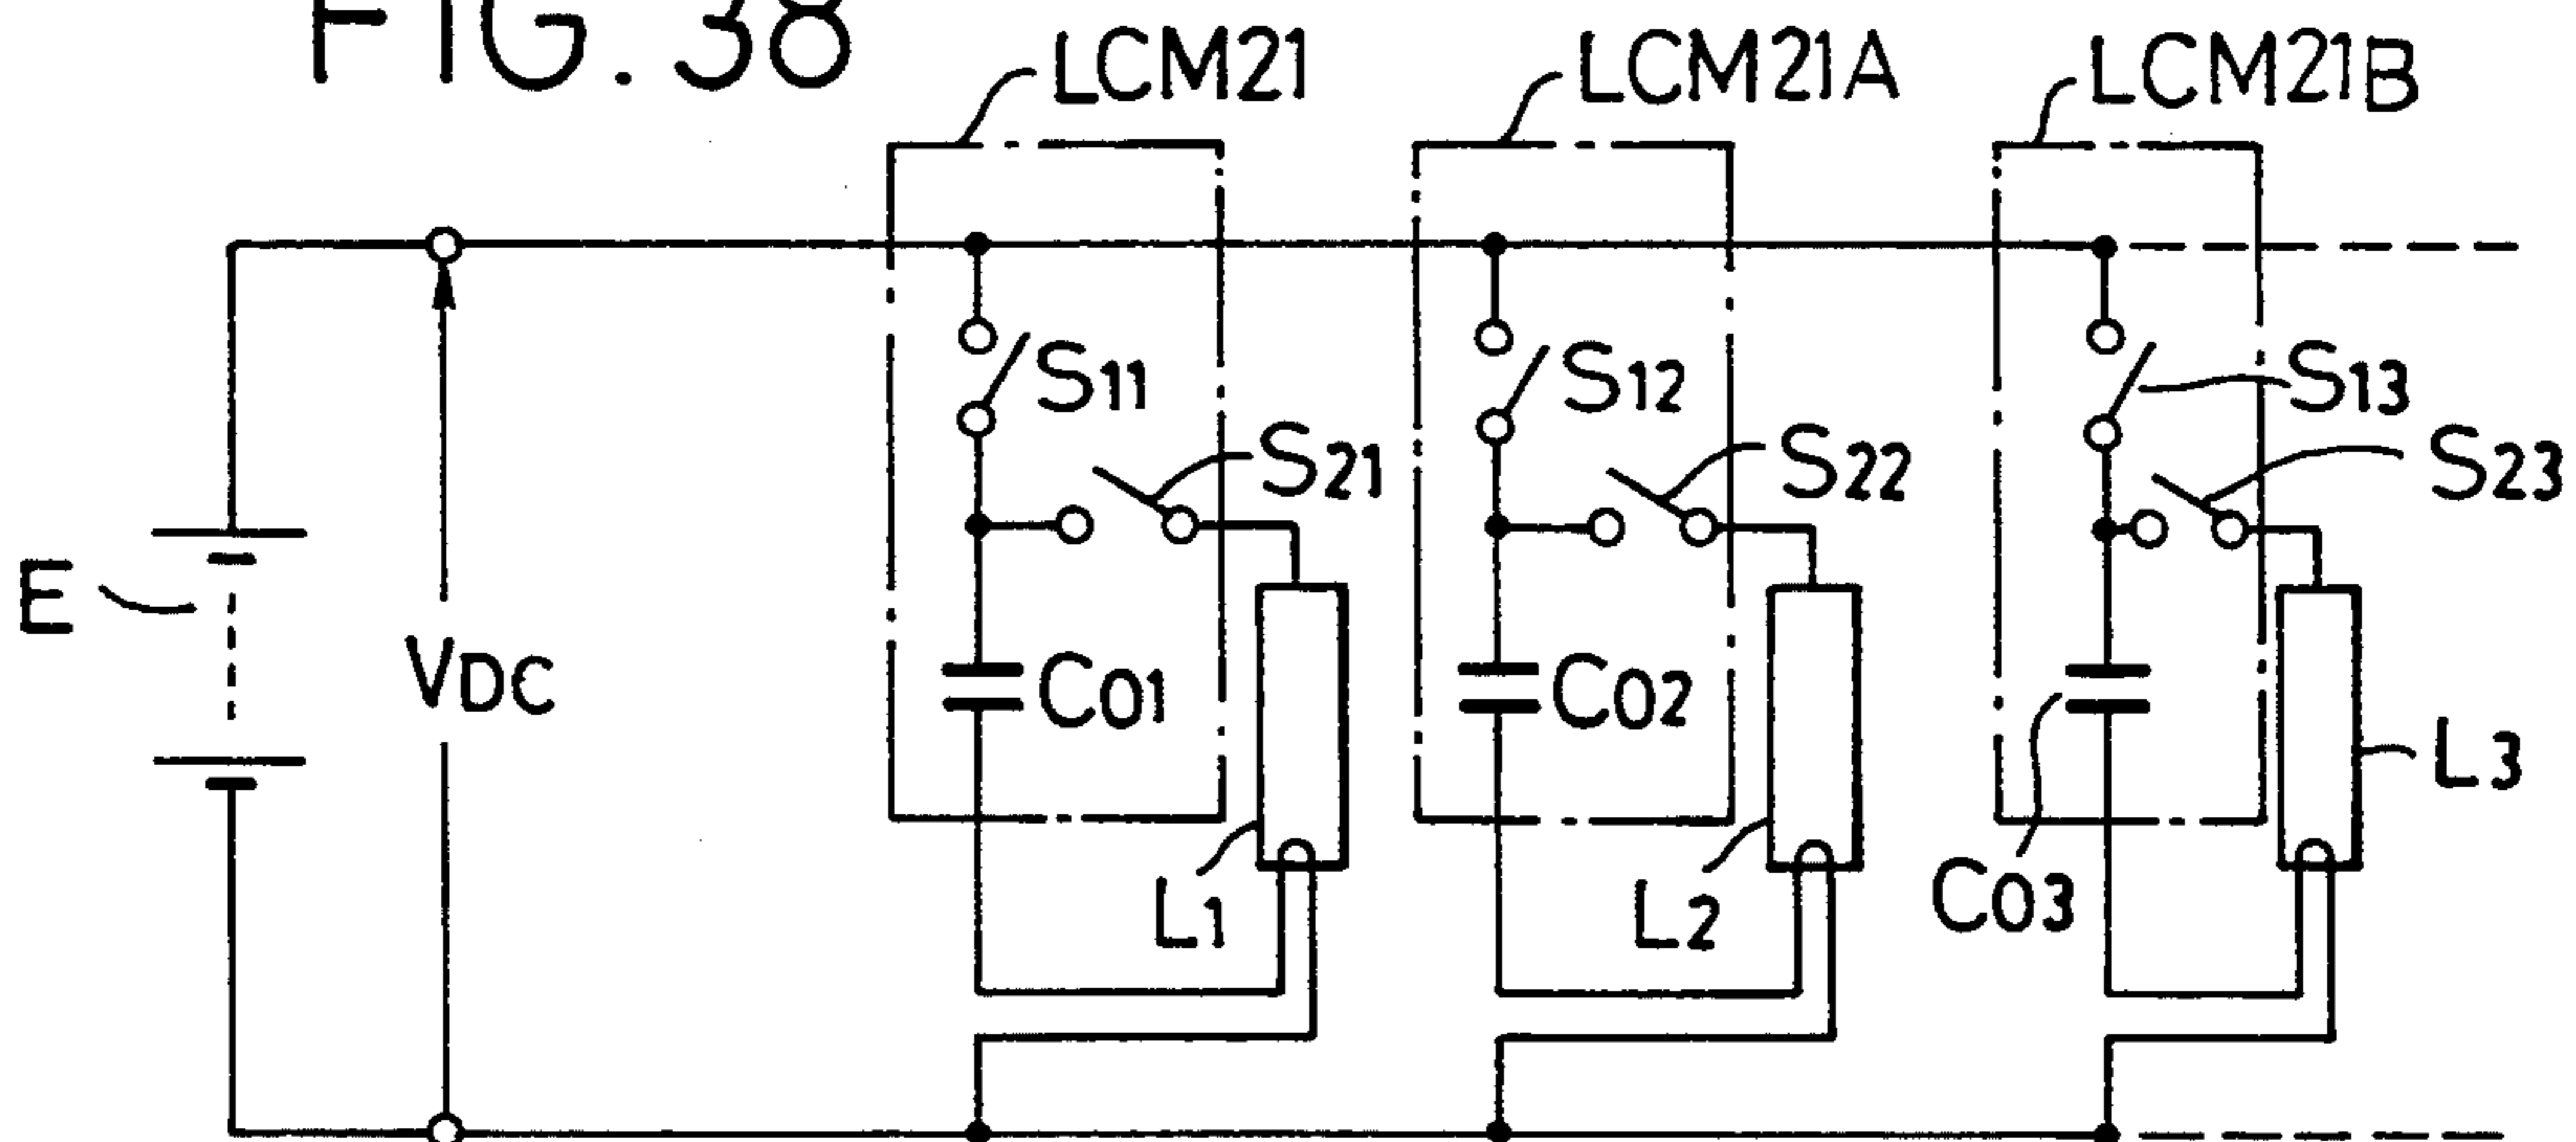 FIG. 38
LCM21
LCM21A
LCM21B
S11
S12
S13
S21
S22
S23
E
VDC
C01
C02
C03
L1
L2
L3